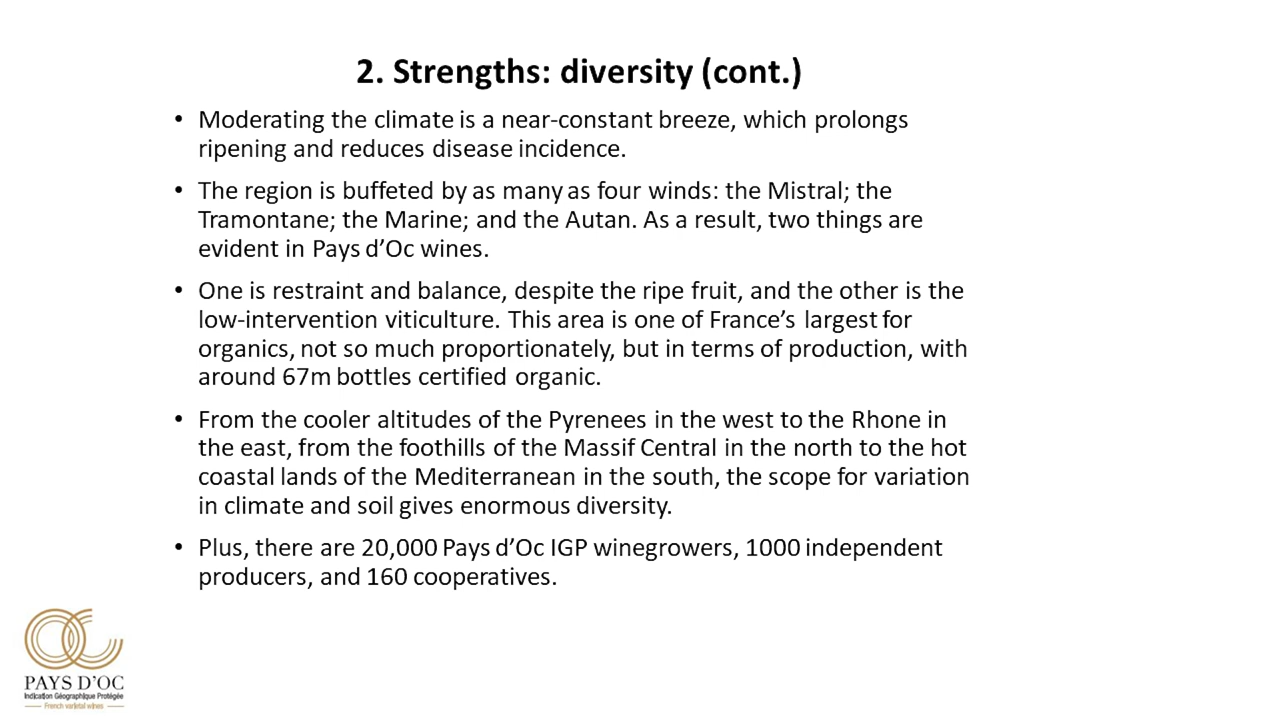 2. Strengths: diversity (cont.)
• Moderating the climate is a near-constant breeze, which prolongs
ripening and reduces disease incidence.
• The region is buffeted by as many as four winds: the Mistral; the
Tramontane; the Marine; and the Autan. As a result, two things are
evident in Pays d’Oc wines.
• One is restraint and balance, despite the ripe fruit, and the other is the
low-intervention viticulture. This area is one of France’s largest for
organics, not so much proportionately, but in terms of production, with
around 67m bottles certified organic.
• From the cooler altitudes of the Pyrenees in the west to the Rhone in
the east, from the foothills of the Massif Central in the north to the hot
coastal lands of the Mediterranean in the south, the scope for variation
in climate and soil gives enormous diversity.
• Plus, there are 20,000 Pays d’Oc IGP winegrowers, 1000 independent
producers, and 160 cooperatives.
PAYS D’OC
Indication Géographique Protégée
French varietal wines